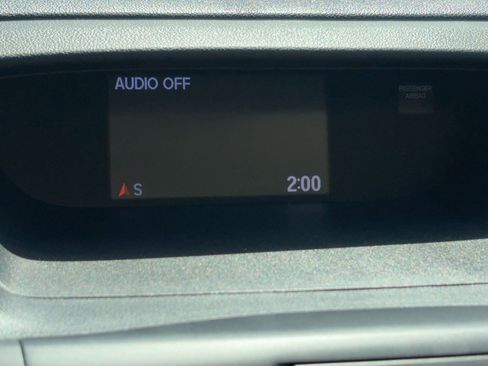 AUDIO OFF
PASSENGER
AIRBAG
S
2:00